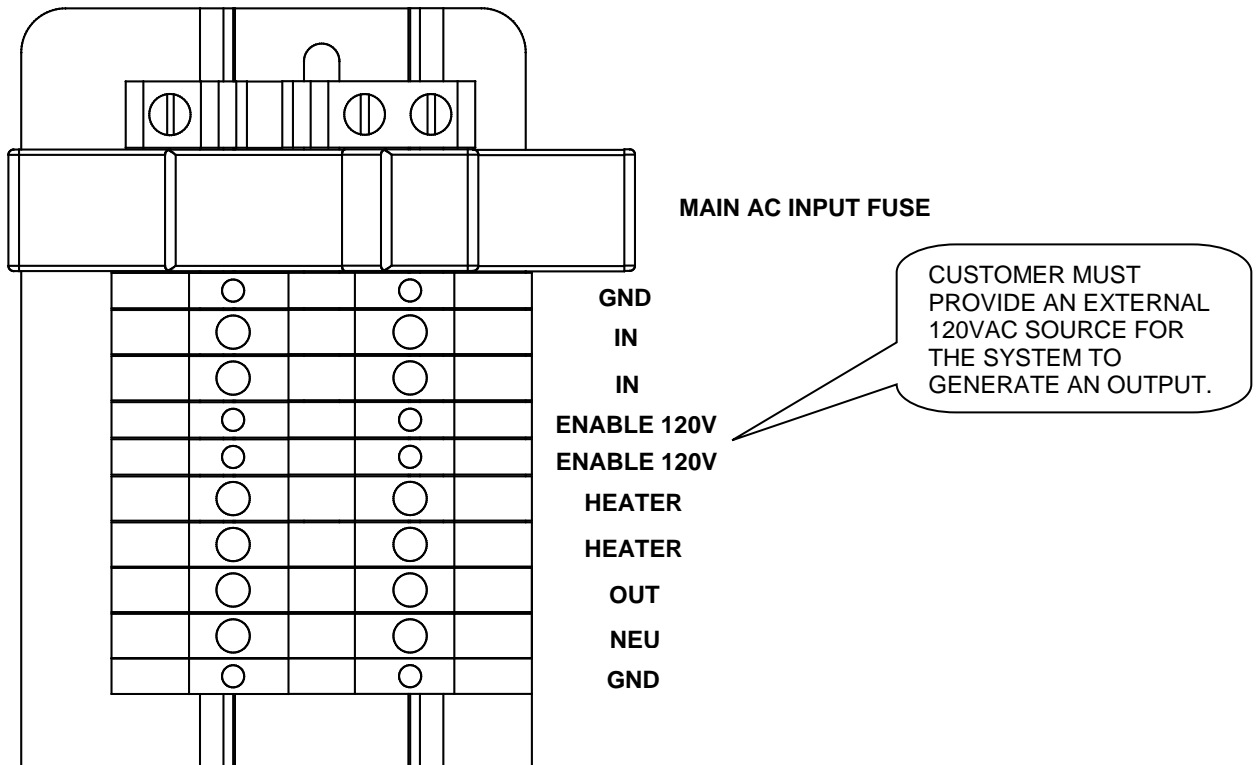 MAIN AC INPUT FUSE
CUSTOMER MUST
PROVIDE AN EXTERNAL
120VAC SOURCE FOR
THE SYSTEM TO
GENERATE AN OUTPUT.
GND
IN
IN
ENABLE 120V
ENABLE 120V
HEATER
HEATER
OUT
NEU
GND